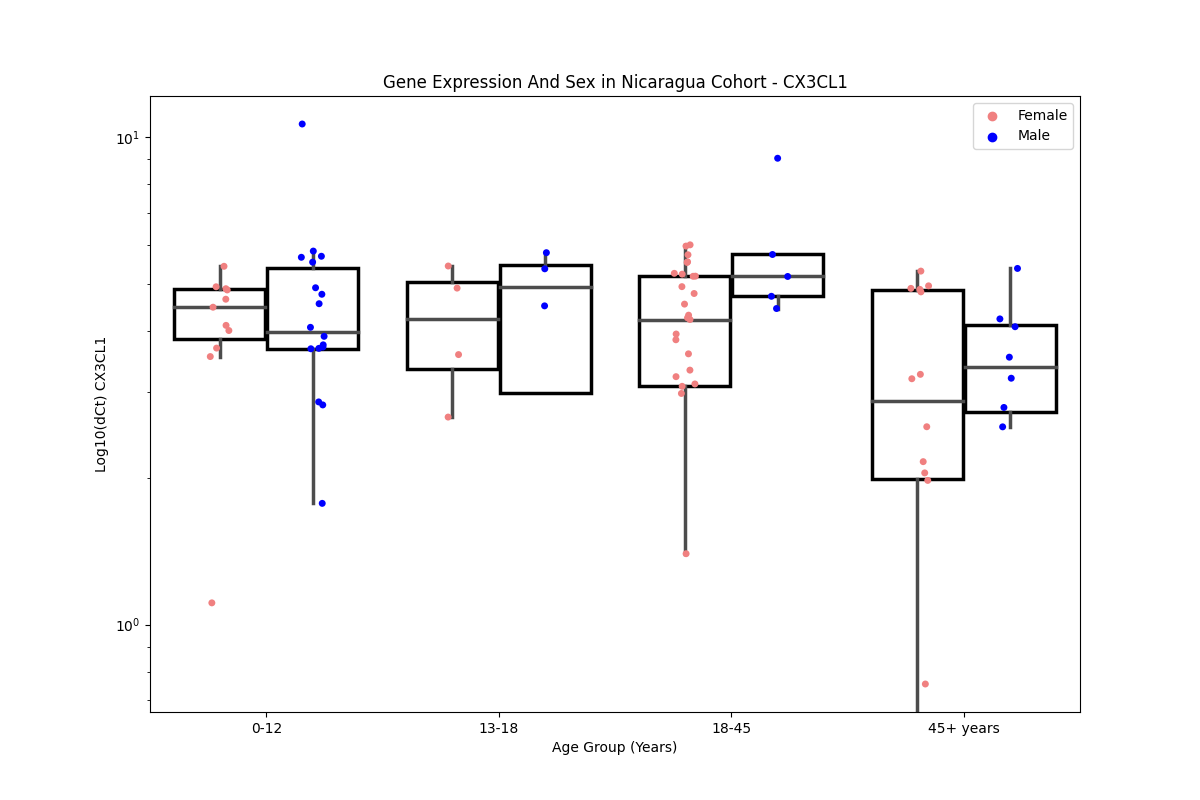 Gene Expression And Sex in Nicaragua Cohort - CX3CL1
Female
Male
10¹
10⁰
Log10(dCt) CX3CL1
0-12
13-18
18-45
45+ years
Age Group (Years)